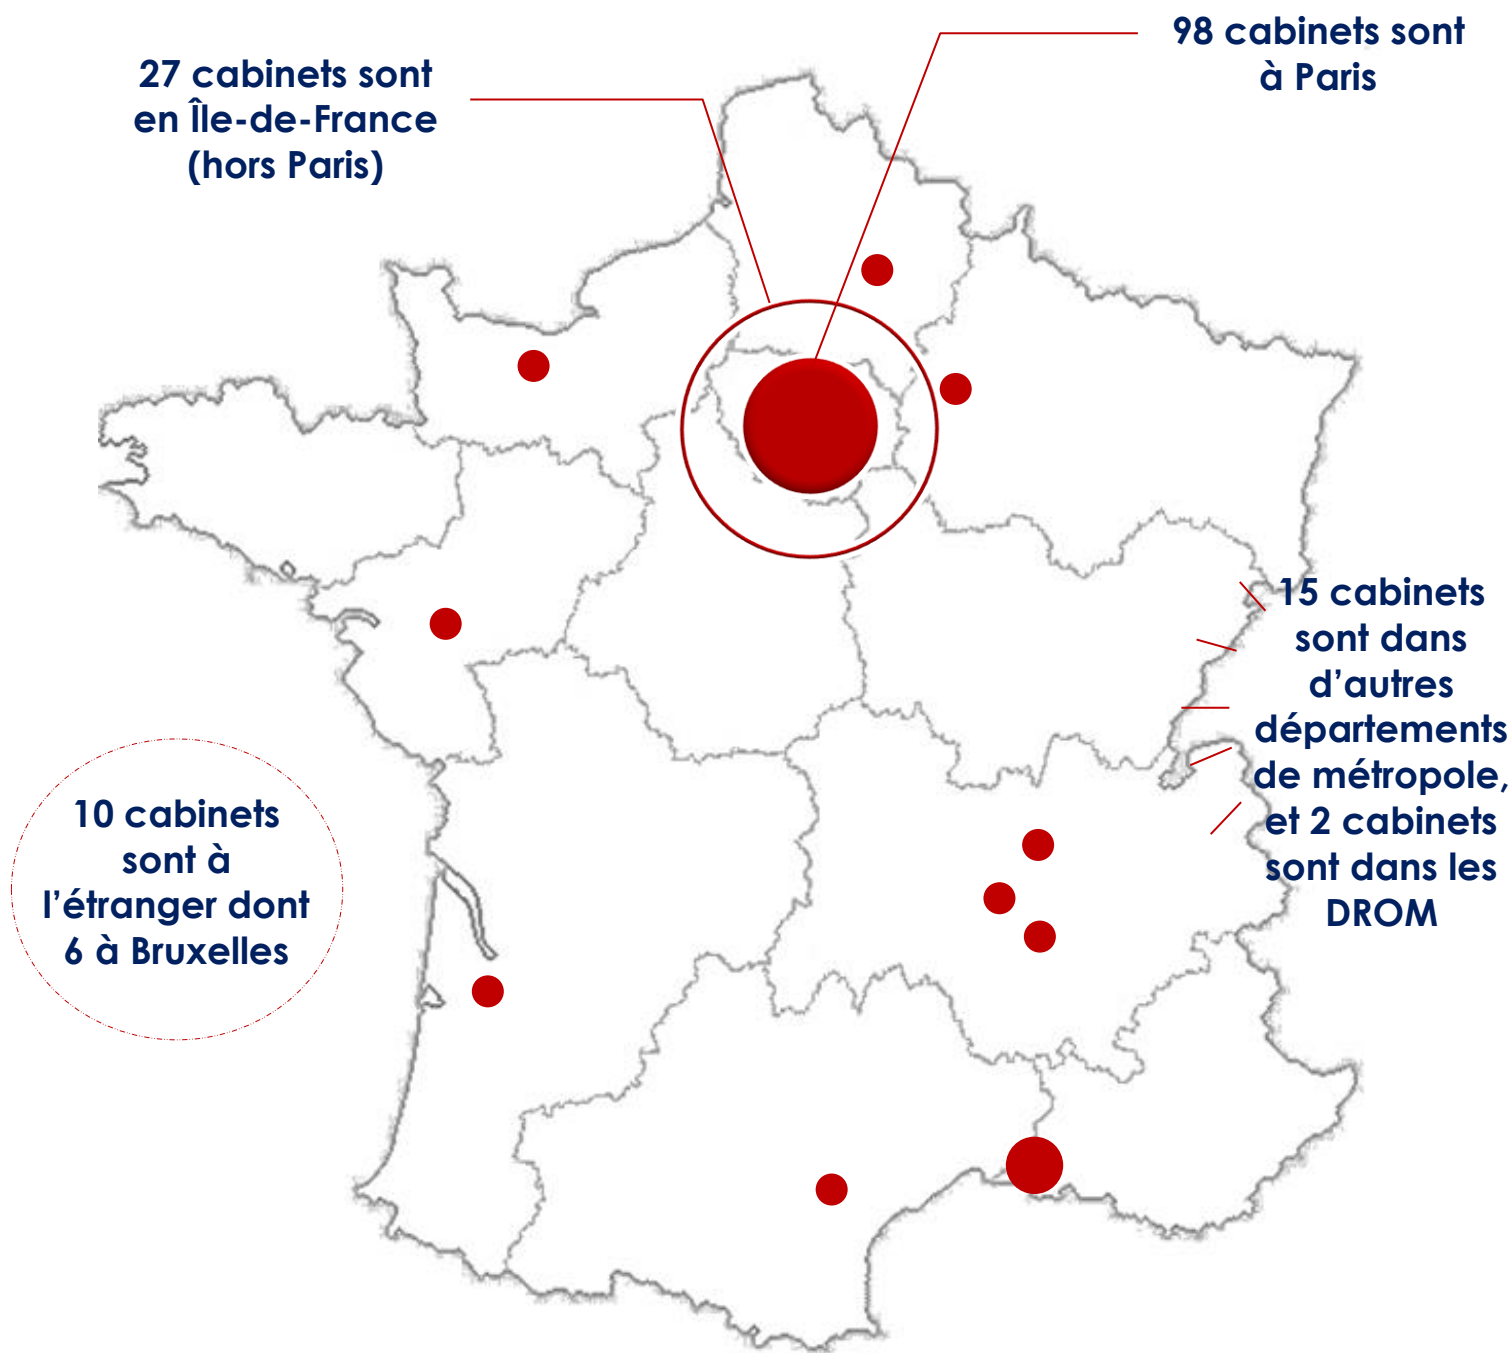 27 cabinets sont
en Île-de-France
(hors Paris)
98 cabinets sont
à Paris
15 cabinets
sont dans
d’autres
départements
de métropole,
et 2 cabinets
sont dans les
DROM
10 cabinets
sont à
l’étranger dont
6 à Bruxelles